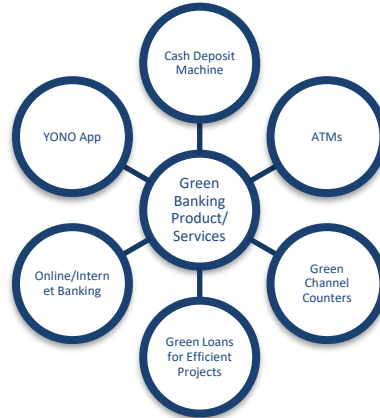 Cash Deposit
Machine
YONO App
ATMs
Green
Banking
Product/
Services
Online/Intern
et Banking
Green
Channel
Counters
Green Loans
for Efficient
Projects